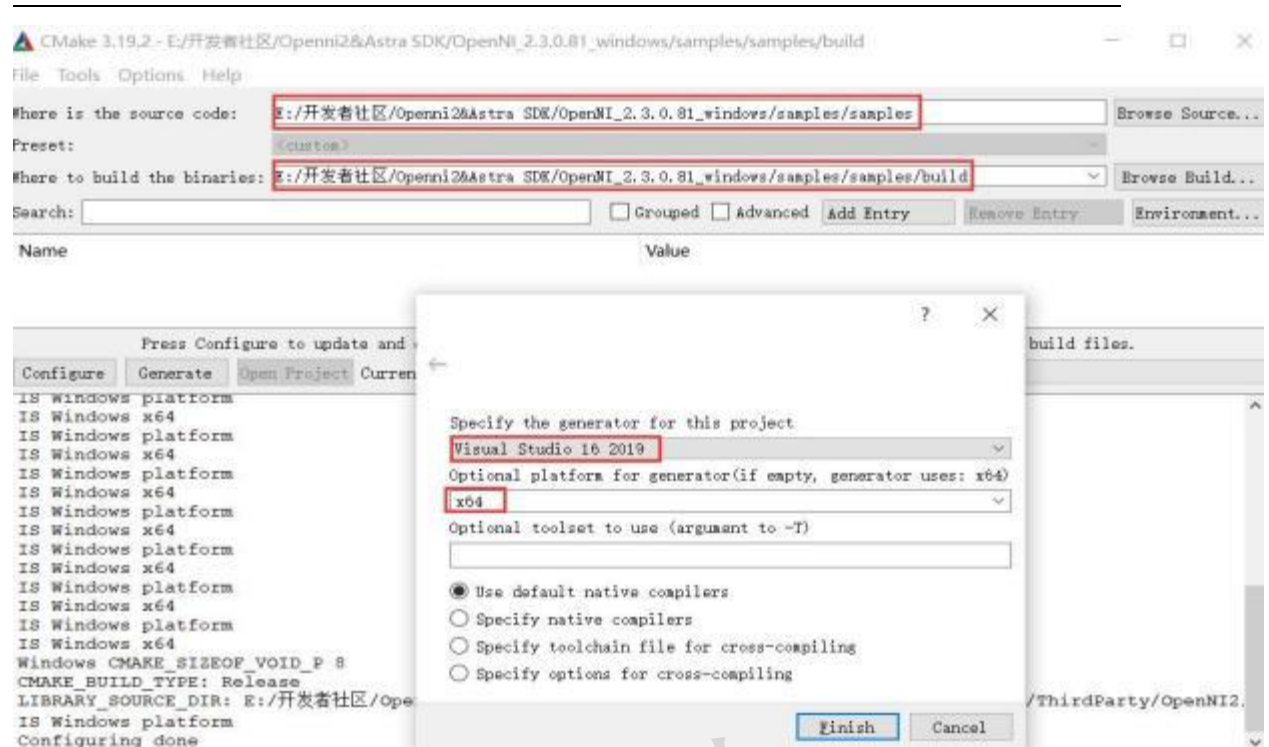 CMake 3.19.2 - E:/开发者社区/Openni2&Astra SDK/OpenNI_2.3.0.81_windows/samples/samples/build
File Tools Options Help
Where is the source code: E:/开发者社区/Openni2&Astra SDK/OpenNI_2.3.0.81_windows/samples/samples Browse Source...
Preset: <custom>
Where to build the binaries: E:/开发者社区/Openni2&Astra SDK/OpenNI_2.3.0.81_windows/samples/samples/build Browse Build...
Search: Grouped Advanced Add Entry Remove Entry Environment...
Name Value
?
Press Configure to update and build files.
Configure Generate Open Project Curren
IS Windows platform
IS Windows x64
IS Windows platform
IS Windows x64
IS Windows platform
IS Windows x64
IS Windows platform
IS Windows x64
IS Windows platform
IS Windows x64
IS Windows platform
IS Windows x64
IS Windows platform
IS Windows x64
Windows CMAKE_SIZEOF_VOID_P 8
CMAKE_BUILD_TYPE: Release
LIBRARY_SOURCE_DIR: E:/开发者社区/Ope /ThirdParty/OpenNI2.
IS Windows platform
Configuring done
Specify the generator for this project
Visual Studio 16 2019
Optional platform for generator(if empty, generator uses: x64)
x64
Optional toolset to use (argument to -T)
Use default native compilers
Specify native compilers
Specify toolchain file for cross-compiling
Specify options for cross-compiling
Finish Cancel